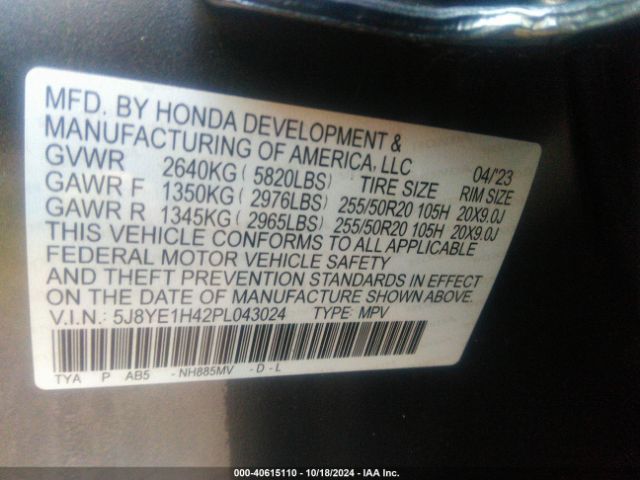 MFD. BY HONDA DEVELOPMENT &
MANUFACTURING OF AMERICA, LLC 04/'23
GVWR 2640KG ( 5820LBS) TIRE SIZE RIM SIZE
GAWR F 1350KG ( 2976LBS) 255/50R20 105H 20X9.0J
GAWR R 1345KG ( 2965LBS) 255/50R20 105H 20X9.0J
THIS VEHICLE CONFORMS TO ALL APPLICABLE
FEDERAL MOTOR VEHICLE SAFETY
AND THEFT PREVENTION STANDARDS IN EFFECT
ON THE DATE OF MANUFACTURE SHOWN ABOVE.
V.I.N.: 5J8YE1H42PL043024 TYPE: MPV
TYA P AB5 - NH885MV - D - L
000-40615110 - 10/18/2024 - IAA Inc.